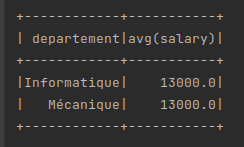 +------------+-----------+
| departement|avg(salary)|
+------------+-----------+
|Informatique|    13000.0|
|   Mécanique|    13000.0|
+------------+-----------+